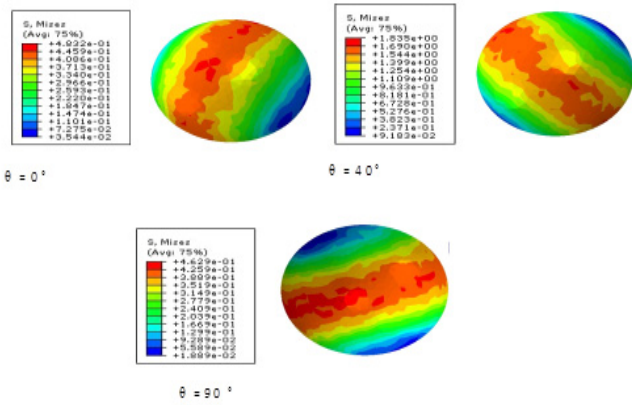 S, Mises
(Avg: 75%)
+4.832e-01
+4.459e-01
+4.086e-01
+3.713e-01
+3.340e-01
+2.966e-01
+2.593e-01
+2.220e-01
+1.847e-01
+1.474e-01
+1.101e-01
+7.275e-02
+3.544e-02
θ = 0°
S, Mises
(Avg: 75%)
+1.835e+00
+1.690e+00
+1.544e+00
+1.399e+00
+1.254e+00
+1.109e+00
+9.633e-01
+8.181e-01
+6.728e-01
+5.276e-01
+3.823e-01
+2.371e-01
+9.183e-02
θ = 40°
S, Mises
(Avg: 75%)
+4.629e-01
+4.259e-01
+3.889e-01
+3.519e-01
+3.149e-01
+2.779e-01
+2.409e-01
+2.039e-01
+1.669e-01
+1.299e-01
+9.289e-02
+5.589e-02
+1.889e-02
θ = 90 °